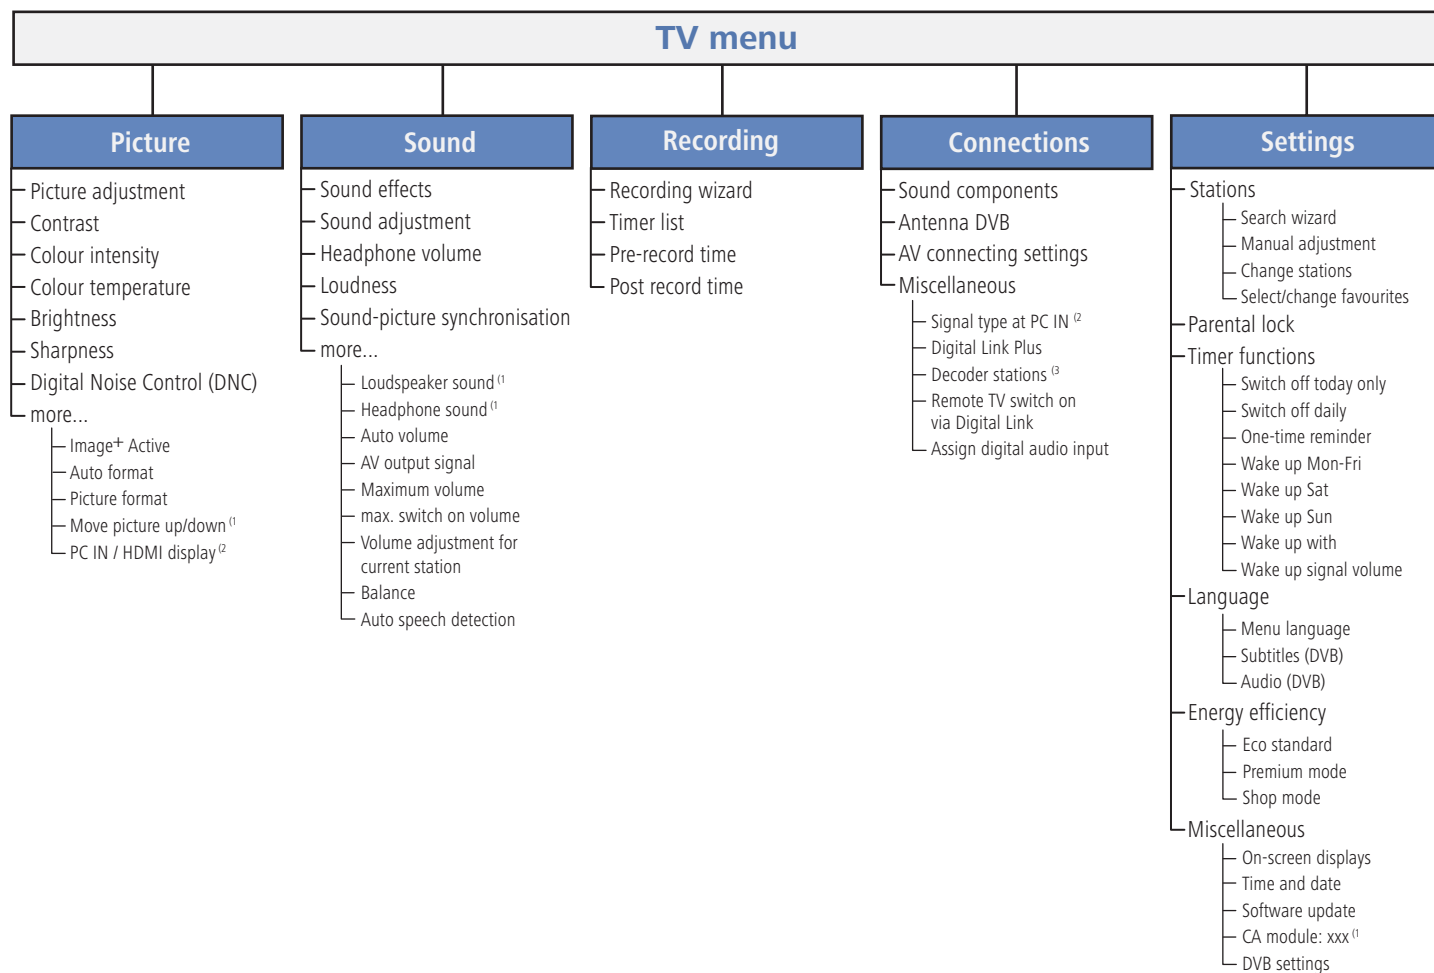 TV menu
Picture
Picture adjustment
Contrast
Colour intensity
Colour temperature
Brightness
Sharpness
Digital Noise Control (DNC)
more...
Image+ Active
Auto format
Picture format
Move picture up/down (1
PC IN / HDMI display (2
Sound
Sound effects
Sound adjustment
Headphone volume
Loudness
Sound-picture synchronisation
more...
Loudspeaker sound (1
Headphone sound (1
Auto volume
AV output signal
Maximum volume
max. switch on volume
Volume adjustment for
current station
Balance
Auto speech detection
Recording
Recording wizard
Timer list
Pre-record time
Post record time
Connections
Sound components
Antenna DVB
AV connecting settings
Miscellaneous
Signal type at PC IN (2
Digital Link Plus
Decoder stations (3
Remote TV switch on
via Digital Link
Assign digital audio input
Settings
Stations
Search wizard
Manual adjustment
Change stations
Select/change favourites
Parental lock
Timer functions
Switch off today only
Switch off daily
One-time reminder
Wake up Mon-Fri
Wake up Sat
Wake up Sun
Wake up with
Wake up signal volume
Language
Menu language
Subtitles (DVB)
Audio (DVB)
Energy efficiency
Eco standard
Premium mode
Shop mode
Miscellaneous
On-screen displays
Time and date
Software update
CA module: xxx (1
DVB settings